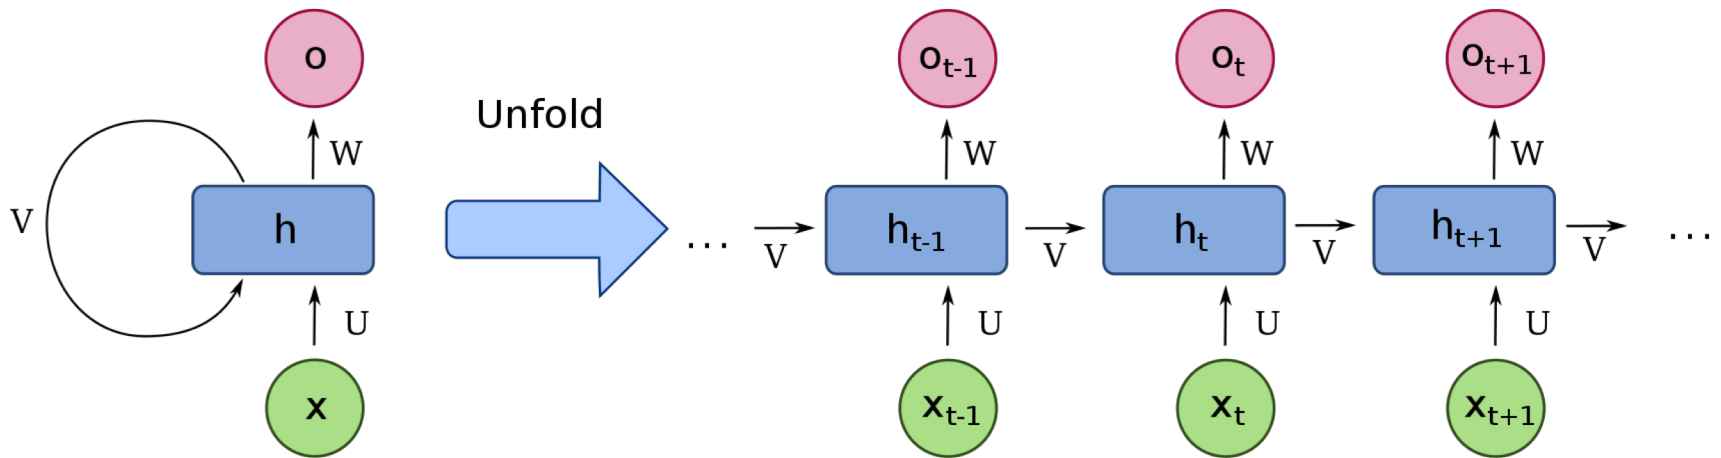 o
o_{t-1}
o_t
o_{t+1}
Unfold
W
W
W
W
V
h
...
V
h_{t-1}
V
h_t
V
h_{t+1}
V
...
U
U
U
U
x
x_{t-1}
x_t
x_{t+1}